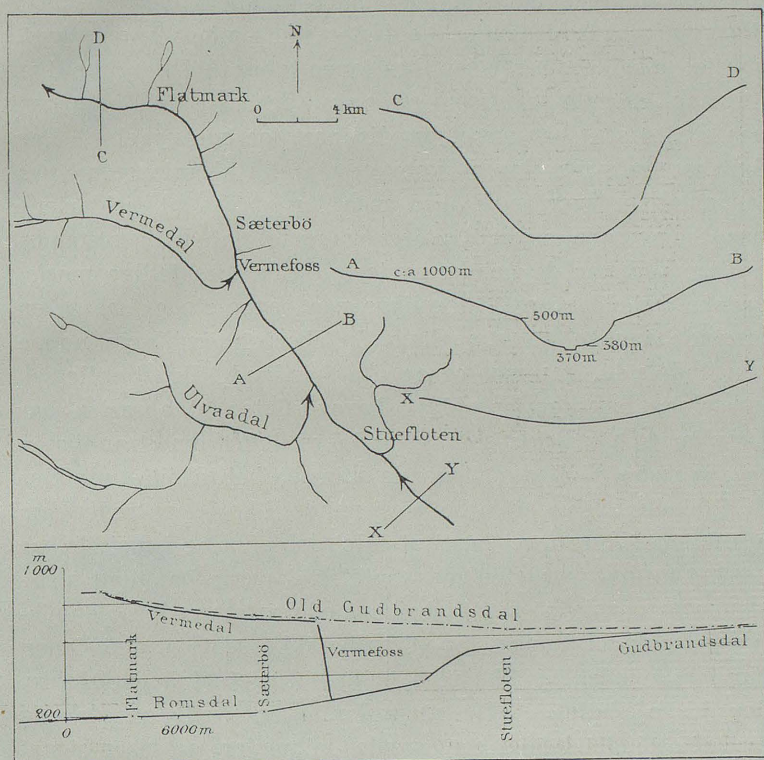 D
N
Flatmark
0 4 km
C
D
C
Vermedal
Sæterbö
Vermefoss
A
c:a 1000 m
B
B
500m
380m
370m
A
Y
X
Ulvaadal
Stuefloten
Y
X
m
1000
Old Gudbrandsdal
Vermedal
Flatmark
Sæterbö
Vermefoss
Stuefloten
Gudbrandsdal
Romsdal
200
0
6000 m